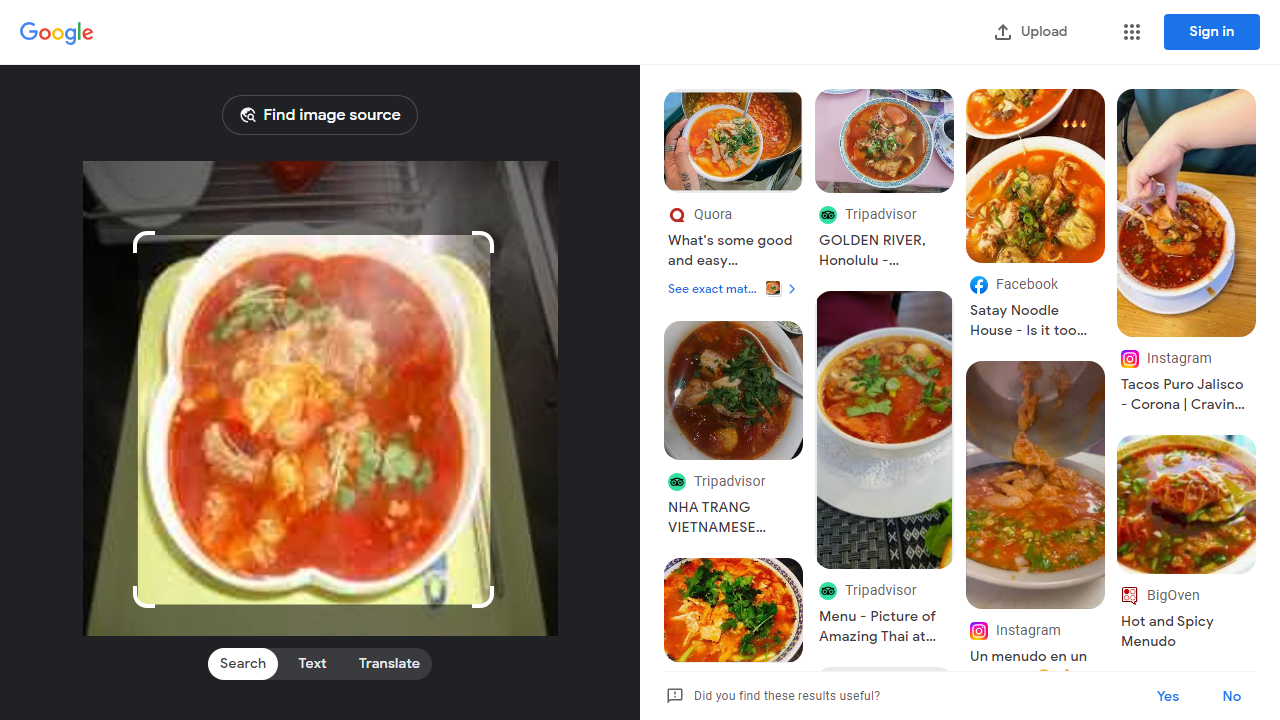 Google
Upload
Sign in
Find image source
Search
Text
Translate
Quora
What's some good
and easy...
See exact mat...
Tripadvisor
NHA TRANG
VIETNAMESE...
Tripadvisor
GOLDEN RIVER,
Honolulu -...
Tripadvisor
Menu - Picture of
Amazing Thai at...
Facebook
Satay Noodle
House - Is it too...
Instagram
Un menudo en un
Instagram
Tacos Puro Jalisco
- Corona | Cravin...
BigOven
Hot and Spicy
Menudo
Did you find these results useful?
Yes
No